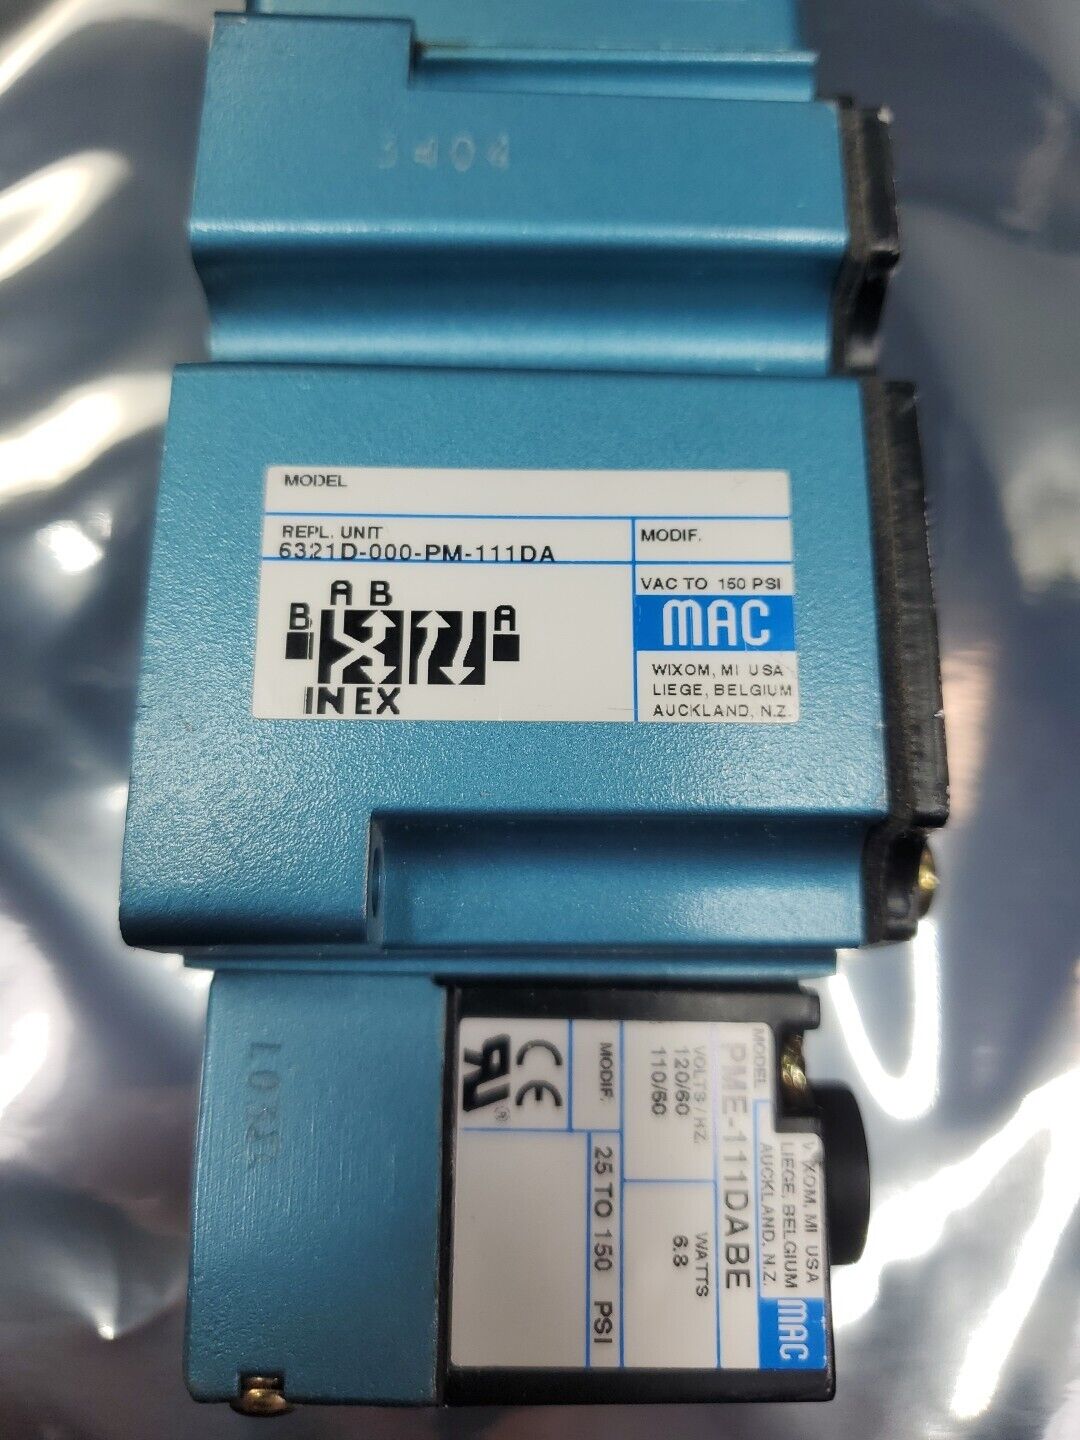 3404
MODEL
REPL. UNIT
6321D-000-PM-111DA
MODIF.
VAC TO 150 PSI
MAC
WIXOM, MI USA
LIEGE, BELGIUM
AUCKLAND, N.Z.
A B
B
A
IN EX
MODEL
PME-111DABE
VOLTS/HZ.
120/60
110/50
WATTS
6.8
MODIF.
25 TO 150 PSI
CE
WIXOM, MI USA
LIEGE, BELGIUM
AUCKLAND, N.Z.
MAC